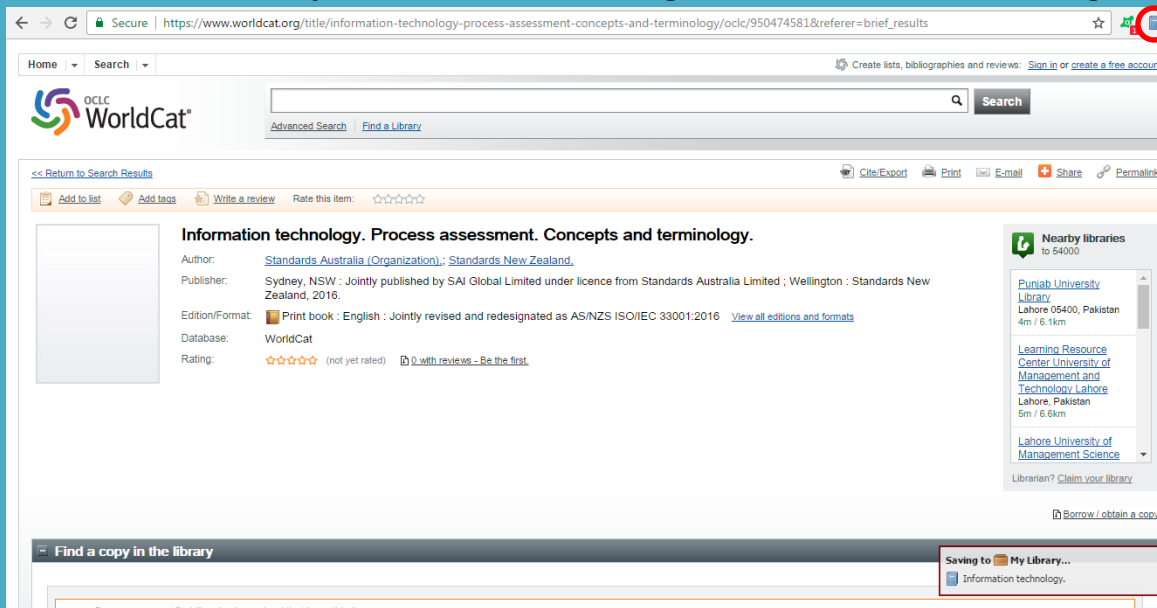 Secure | https://www.worldcat.org/title/information-technology-process-assessment-concepts-and-terminology/oclc/950474581&referer=brief_results
Home Search Create lists, bibliographies and reviews: Sign in or create a free accoun
OCLC
WorldCat®
Search
Advanced Search Find a Library
<< Return to Search Results Cite/Export Print E-mail Share Permalink
Add to list Add tags Write a review Rate this item:
Information technology. Process assessment. Concepts and terminology.
Author: Standards Australia (Organization),; Standards New Zealand,
Publisher: Sydney, NSW : Jointly published by SAI Global Limited under licence from Standards Australia Limited ; Wellington : Standards New
Zealand, 2016.
Edition/Format: Print book : English : Jointly revised and redesignated as AS/NZS ISO/IEC 33001:2016 View all editions and formats
Database: WorldCat
Rating: (not yet rated) 0 with reviews - Be the first.
Nearby libraries
to 54000
Punjab University
Library
Lahore 05400, Pakistan
4m / 6.1km
Learning Resource
Center University of
Management and
Technology Lahore
Lahore, Pakistan
5m / 6.6km
Lahore University of
Management Science
Librarian? Claim your library
Borrow / obtain a copy
Find a copy in the library
Saving to My Library...
Information technology.